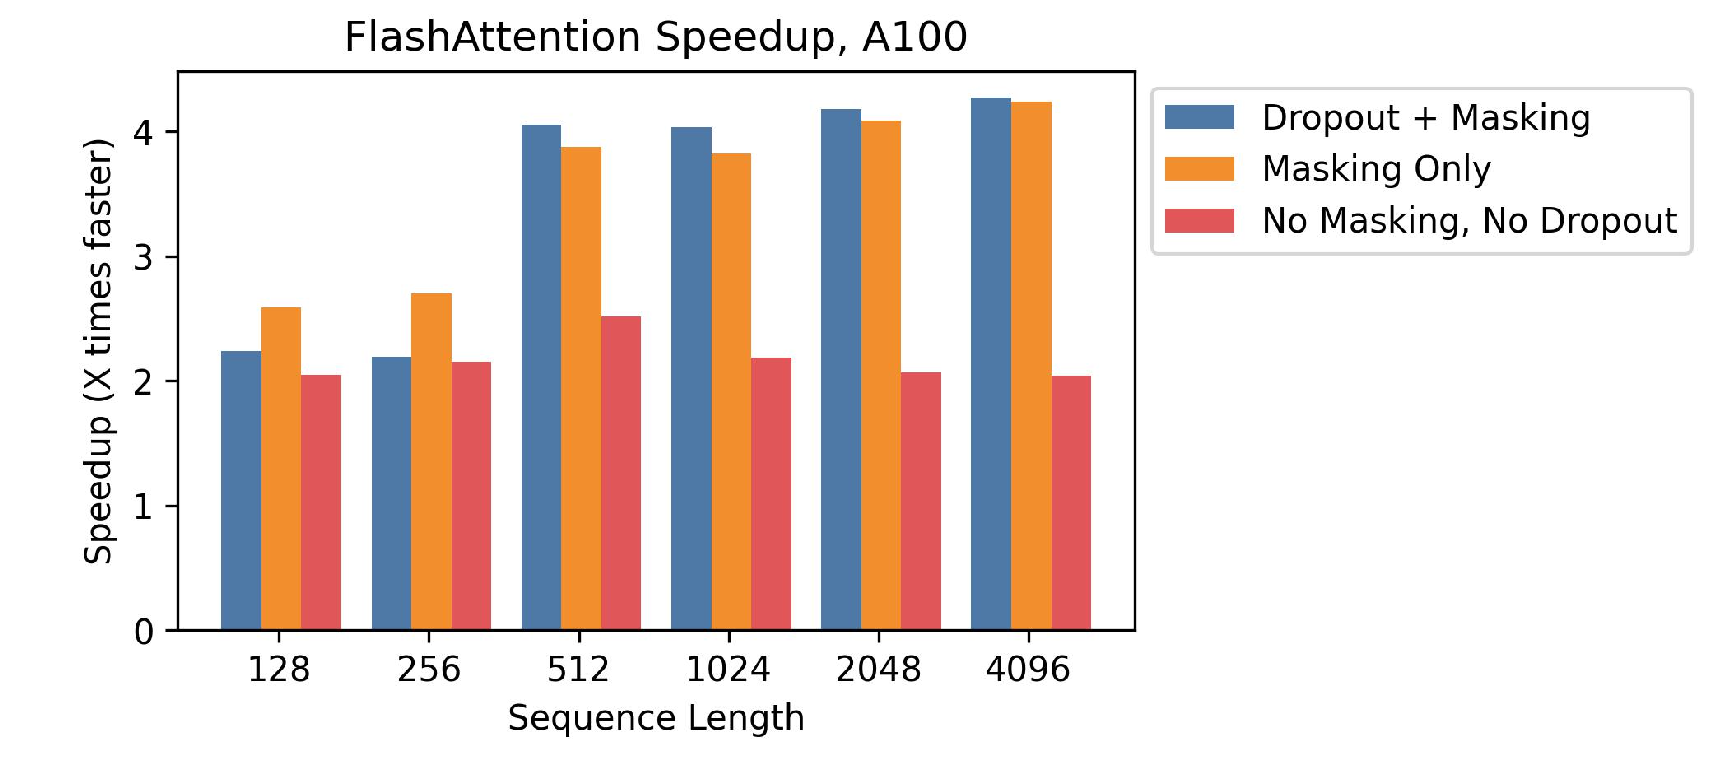 FlashAttention Speedup, A100
Speedup (X times faster)
4
3
2
1
0
128 256 512 1024 2048 4096
Sequence Length
Dropout + Masking
Masking Only
No Masking, No Dropout